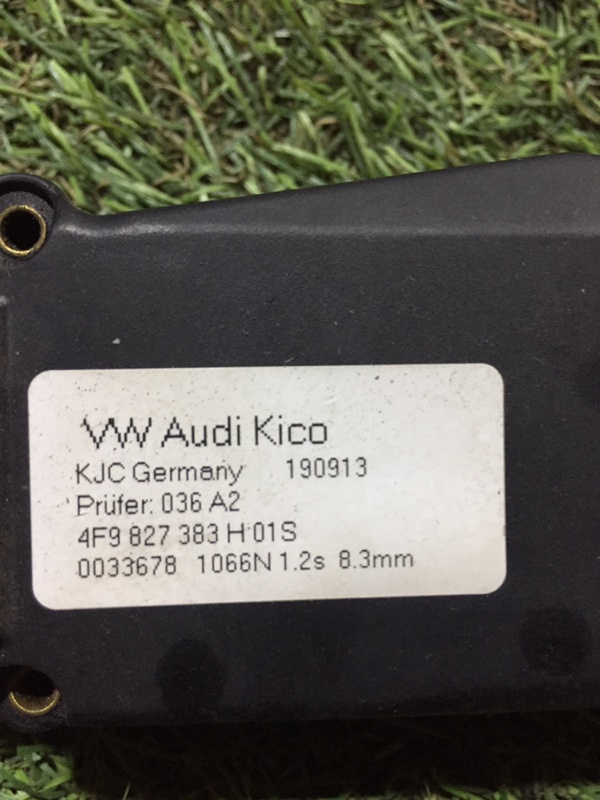 VW Audi Kico
KJC Germany 190913
Prüfer: 036 A2
4F9 827 383 H 01S
0033678 1066N 1.2s 8.3mm